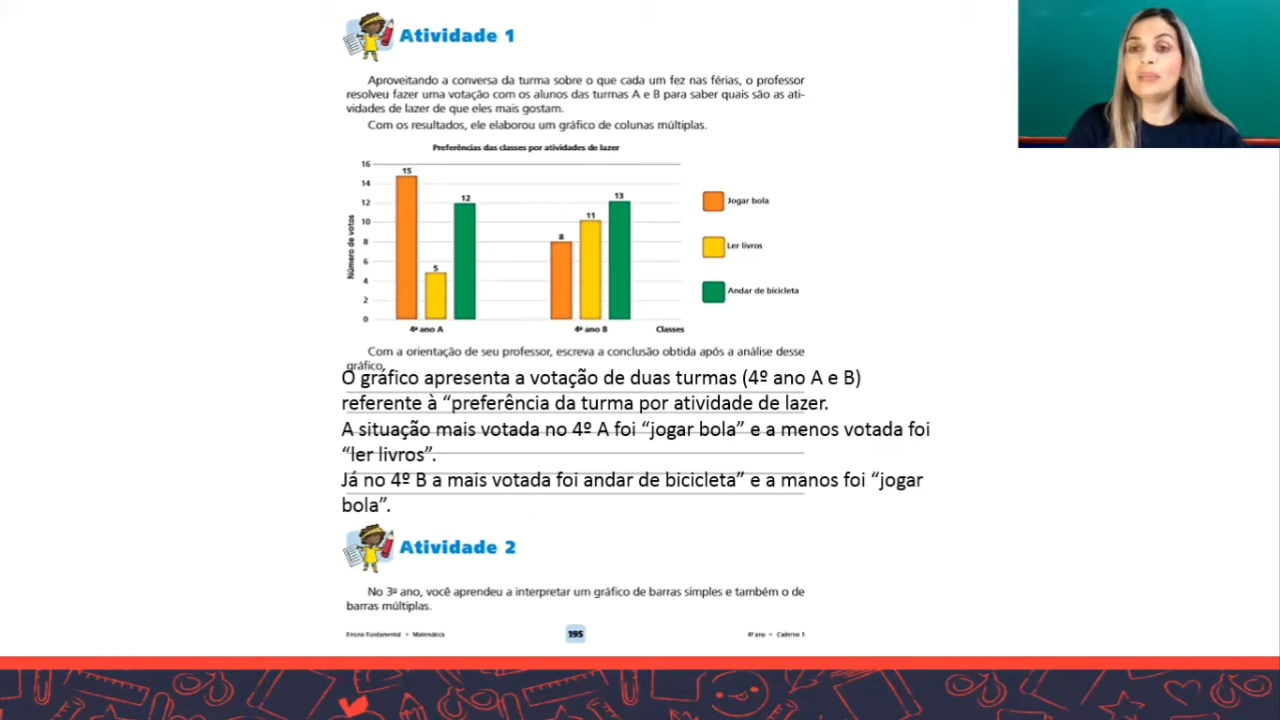 Atividade 1
Aproveitando a conversa da turma sobre o que cada um fez nas férias, o professor
resolveu fazer uma votação com os alunos das turmas A e B para saber quais são as ati-
vidades de lazer de que eles mais gostam.
Com os resultados, ele elaborou um gráfico de colunas múltiplas.
Preferências das classes por atividades de lazer
Número de votos
16
14
12
10
8
6
4
2
0
15
5
12
8
11
13
4º ano A
4º ano B
Classes
Jogar bola
Ler livros
Andar de bicicleta
Com a orientação de seu professor, escreva a conclusão obtida após a análise desse
gráfico.
O gráfico apresenta a votação de duas turmas (4º ano A e B)
referente à “preferência da turma por atividade de lazer.
A situação mais votada no 4º A foi “jogar bola” e a menos votada foi
“ler livros”.
Já no 4º B a mais votada foi andar de bicicleta” e a manos foi “jogar
bola”.
Atividade 2
No 3º ano, você aprendeu a interpretar um gráfico de barras simples e também o de
barras múltiplas.
Ensino Fundamental • Matemática
195
4º ano • Caderno 1